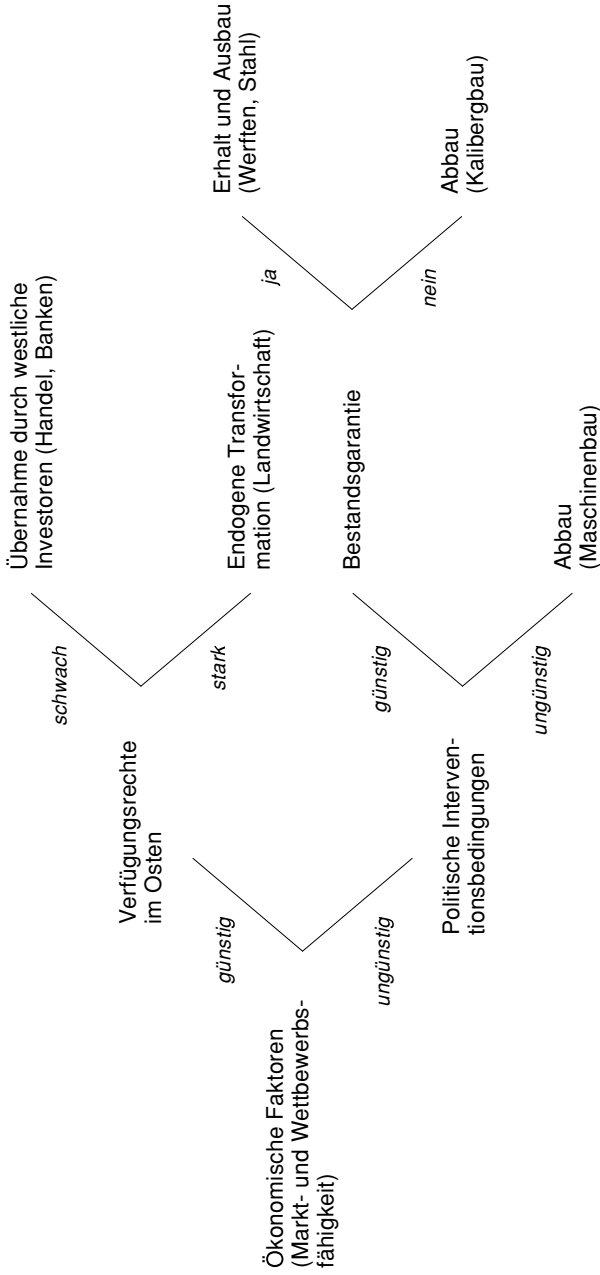 Ökonomische Faktoren
(Markt- und Wettbewerbs-
fähigkeit)
günstig
ungünstig
Verfügungsrechte
im Osten
schwach
stark
Übernahme durch westliche
Investoren (Handel, Banken)
Endogene Transfor-
mation (Landwirtschaft)
Politische Interven-
tionsbedingungen
günstig
ungünstig
Bestandsgarantie
ja
nein
Erhalt und Ausbau
(Werften, Stahl)
Abbau
(Kalibergbau)
Abbau
(Maschinenbau)